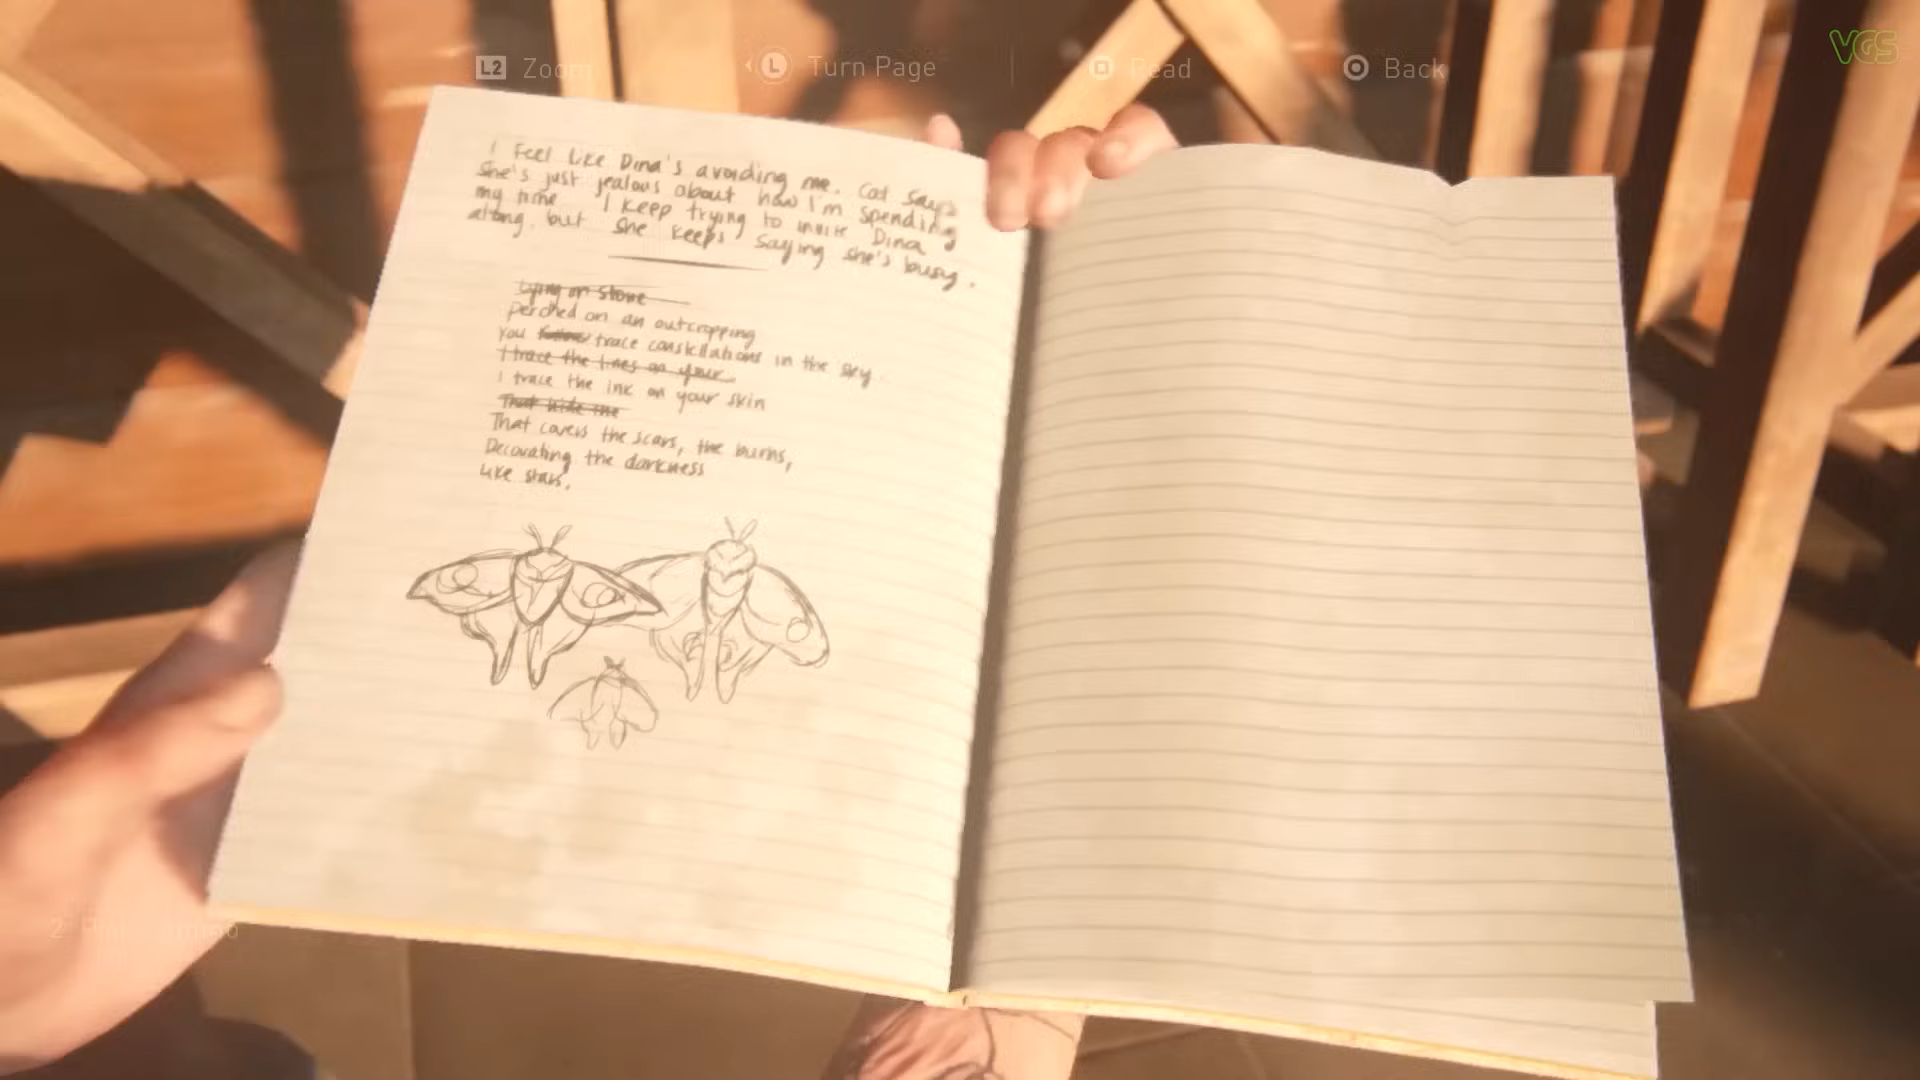 L2 Zoom
L Turn Page
Read
Back
VGS
I feel like Dina's avoiding me. Cat says
she's just jealous about how I'm spending
my time I keep trying to invite Dina
along, but she keeps saying she's busy.
Lying on stone
perched on an outcropping
you follow trace constellations in the sky.
I trace the lines on your
I trace the ink on your skin
That hide the
That covers the scars, the burns,
Decorating the darkness
Like stars.
2